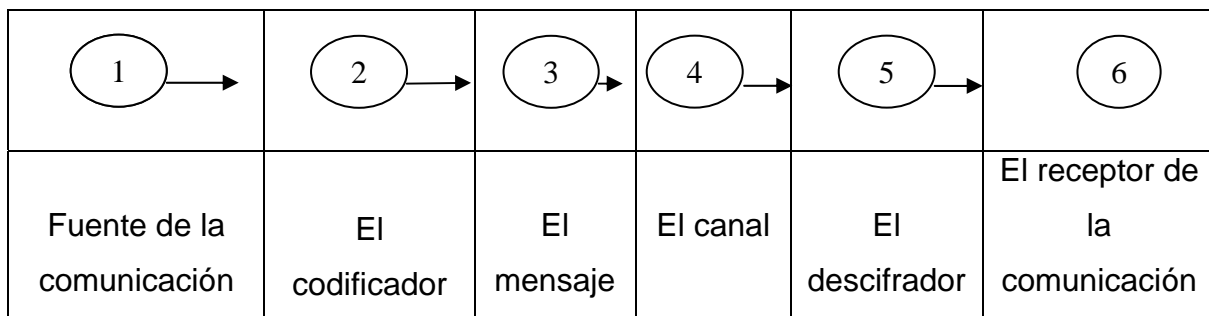 1 2 3 4 5 6
Fuente de la
comunicación
El
codificador
El
mensaje
El canal
El
descifrador
El receptor de
la
comunicación